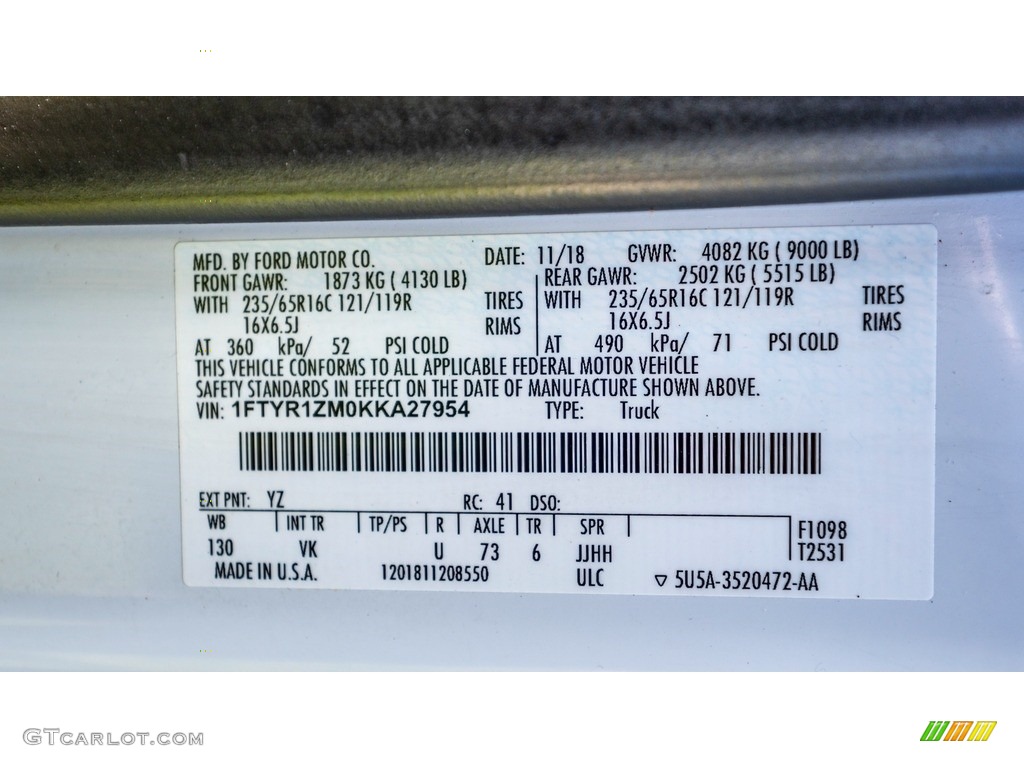 MFD. BY FORD MOTOR CO. DATE: 11/18 GVWR: 4082 KG ( 9000 LB)
FRONT GAWR: 1873 KG ( 4130 LB) REAR GAWR: 2502 KG ( 5515 LB)
WITH 235/65R16C 121/119R TIRES WITH 235/65R16C 121/119R TIRES
16X6.5J RIMS 16X6.5J RIMS
AT 360 kPa/ 52 PSI COLD AT 490 kPa/ 71 PSI COLD
THIS VEHICLE CONFORMS TO ALL APPLICABLE FEDERAL MOTOR VEHICLE
SAFETY STANDARDS IN EFFECT ON THE DATE OF MANUFACTURE SHOWN ABOVE.
VIN: 1FTYR1ZM0KKA27954 TYPE: Truck
EXT PNT: YZ RC: 41 DSO:
WB INT TR TP/PS R AXLE TR SPR F1098
130 VK U 73 6 JJHH T2531
MADE IN U.S.A. 1201811208550 ULC ▽ 5U5A-3520472-AA
GTCARLOT.COM